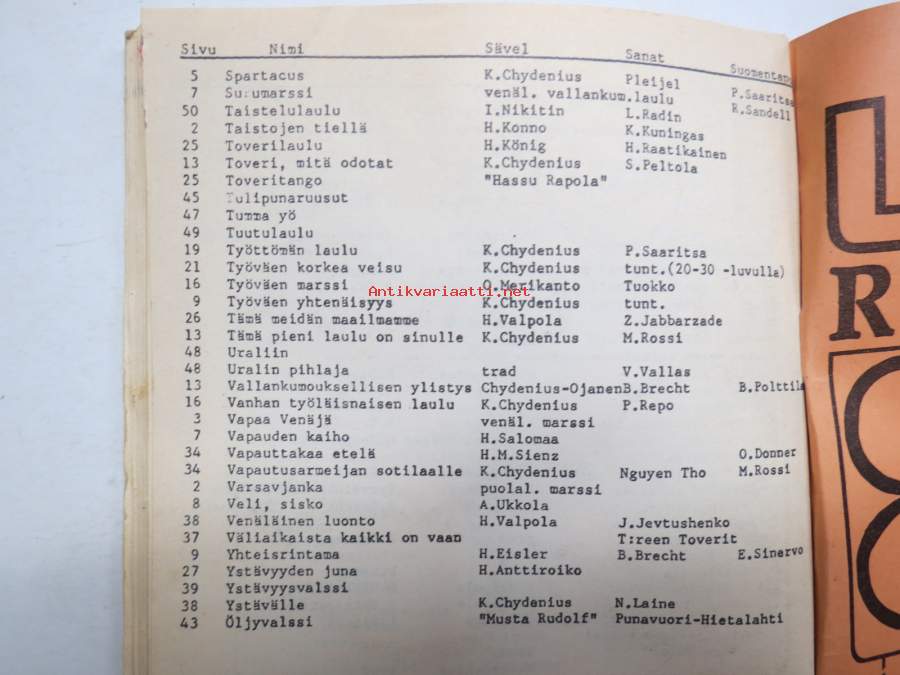 Sivu Nimi Sävel Sanat Suomentanu
5 Spartacus K.Chydenius Pleijel P.Saaritsa
7 Surumarssi venäl. vallankum.laulu R.Sandell
50 Taistelulaulu I.Nikitin L.Radin
2 Taistojen tiellä H.Konno K.Kuningas
25 Toverilaulu H.König H.Raatikainen
13 Toveri, mitä odotat K.Chydenius S.Peltola
25 Toveritango "Hassu Rapola"
45 Tulipunaruusut
47 Tumma yö
49 Tuutulaulu
19 Työttömän laulu K.Chydenius P.Saaritsa
21 Työväen korkea veisu K.Chydenius tunt.(20-30 -luvulla)
16 Työväen marssi O.Merikanto Tuokko
Antikvariaatti.net
9 Työväen yhtenäisyys K.Chydenius tunt.
26 Tämä meidän maailmamme H.Valpola Z.Jabbarzade
13 Tämä pieni laulu on sinulle K.Chydenius M.Rossi
48 Uraliin
48 Uralin pihlaja trad V.Vallas
13 Vallankumouksellisen ylistys Chydenius-Ojanen B.Brecht B.Polttila
16 Vanhan työläisnaisen laulu K.Chydenius P.Repo
3 Vapaa Venäjä venäl. marssi
7 Vapauden kaiho H.Salomaa
34 Vapauttakaa etelä H.M.Sienz O.Donner
34 Vapautusarmeijan sotilaalle K.Chydenius Nguyen Tho M.Rossi
2 Varsavjanka puolal. marssi
8 Veli, sisko A.Ukkola
38 Venäläinen luonto H.Valpola J.Jevtushenko
37 Väliaikaista kaikki on vaan T:reen Toverit
9 Yhteisrintama H.Eisler B.Brecht E.Sinervo
27 Ystävyyden juna H.Anttiroiko
39 Ystävyysvalssi
38 Ystävälle K.Chydenius N.Laine
43 Öljyvalssi "Musta Rudolf" Punavuori-Hietalahti